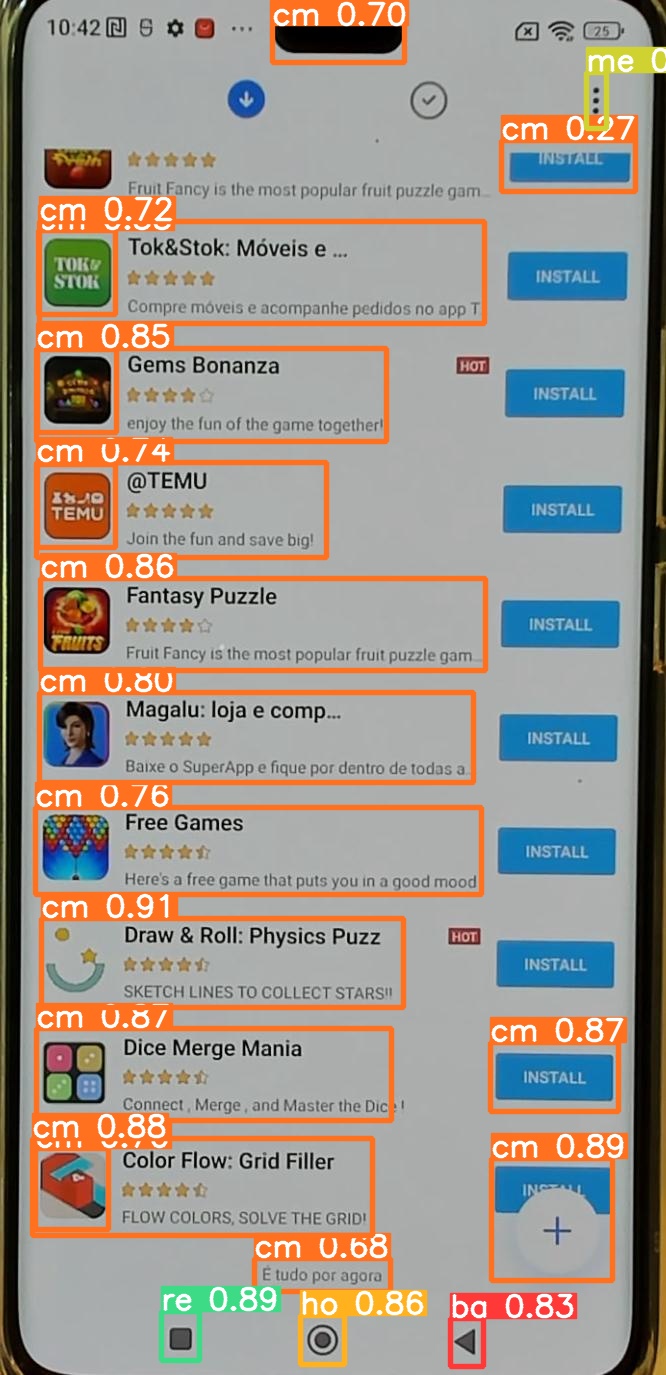 cm 0.70
10:42
25
me 0
cm 0.27
INSTALL
Fruit Fancy is the most popular fruit puzzle gam...
cm 0.72
TOK&
STOK
Tok&Stok: Móveis e ...
Compre móveis e acompanhe pedidos no app T
INSTALL
cm 0.85
Gems Bonanza
HOT
enjoy the fun of the game together!
INSTALL
cm 0.74
TEMU
@TEMU
Join the fun and save big!
INSTALL
cm 0.86
FRUITS
Fantasy Puzzle
Fruit Fancy is the most popular fruit puzzle gam...
INSTALL
cm 0.80
Magalu: loja e comp...
Baixe o SuperApp e fique por dentro de todas a...
INSTALL
cm 0.76
Free Games
Here's a free game that puts you in a good mood
INSTALL
cm 0.91
Draw & Roll: Physics Puzz
HOT
SKETCH LINES TO COLLECT STARS!!
INSTALL
cm 0.87
Dice Merge Mania
Connect , Merge , and Master the Dice !
cm 0.87
INSTALL
cm 0.88
Color Flow: Grid Filler
FLOW COLORS, SOLVE THE GRID!
cm 0.89
INSTALL
cm 0.68
É tudo por agora
re 0.89
ho 0.86
ba 0.83